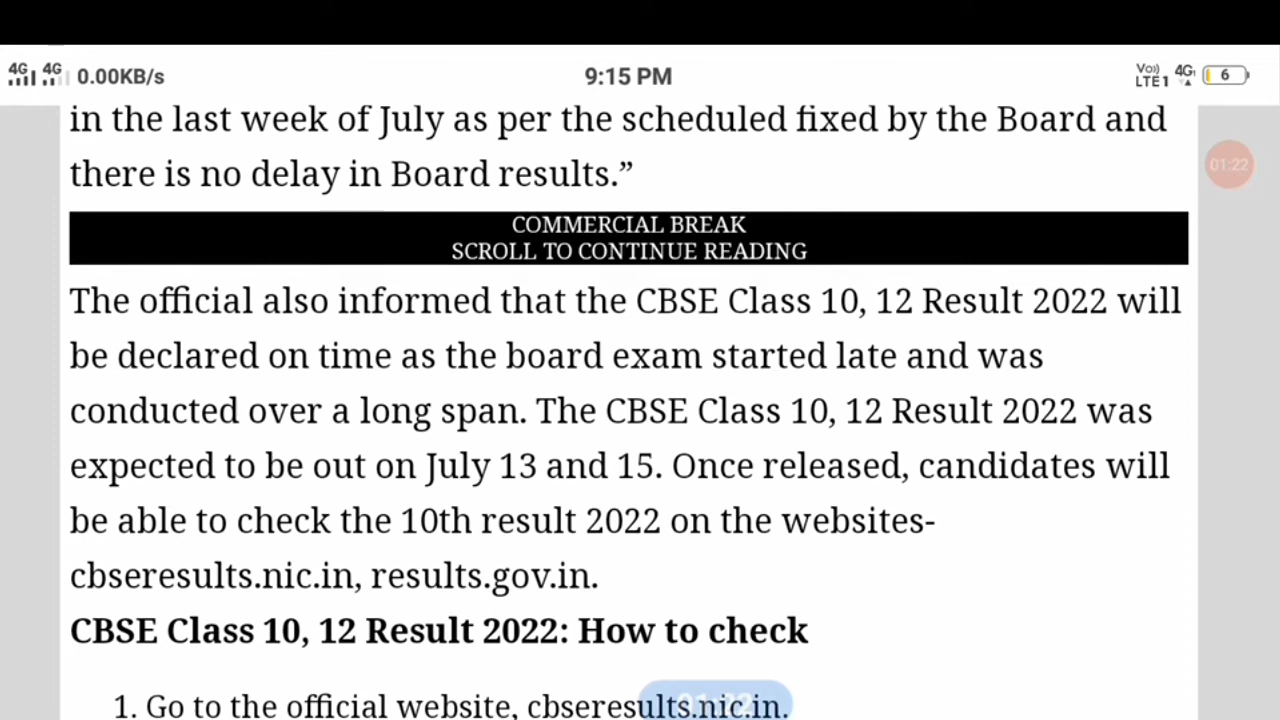 4G 4G 0.00KB/s 9:15 PM Vo)) LTE1 4G 6
in the last week of July as per the scheduled fixed by the Board and
there is no delay in Board results.”
01:22
COMMERCIAL BREAK
SCROLL TO CONTINUE READING
The official also informed that the CBSE Class 10, 12 Result 2022 will
be declared on time as the board exam started late and was
conducted over a long span. The CBSE Class 10, 12 Result 2022 was
expected to be out on July 13 and 15. Once released, candidates will
be able to check the 10th result 2022 on the websites-
cbseresults.nic.in, results.gov.in.
CBSE Class 10, 12 Result 2022: How to check
1. Go to the official website, cbseresults.nic.in.
01:22